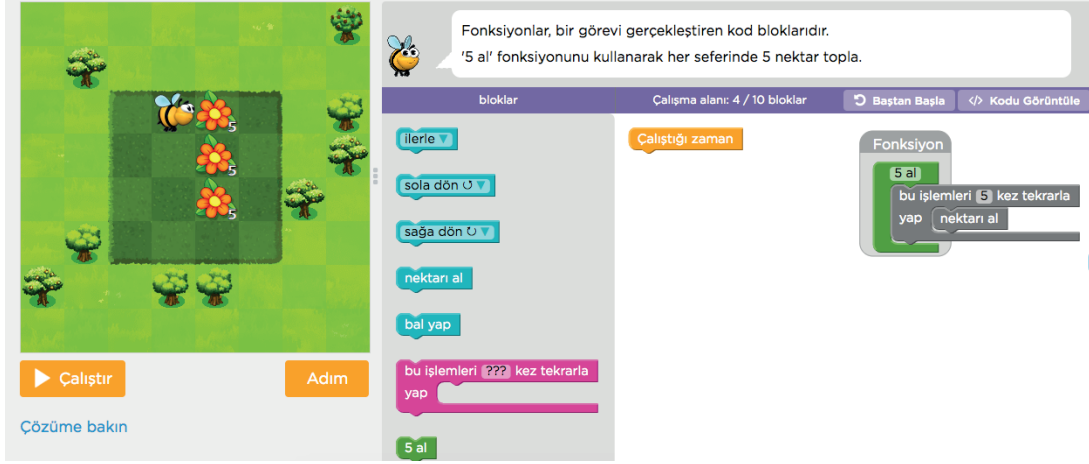 Fonksiyonlar, bir görevi gerçekleştiren kod bloklarıdır.
'5 al' fonksiyonunu kullanarak her seferinde 5 nektar topla.
bloklar
Çalışma alanı: 4 / 10 bloklar
Baştan Başla
</> Kodu Görüntüle
5
5
5
ilerle
sola dön
sağa dön
nektarı al
bal yap
bu işlemleri ??? kez tekrarla
yap
5 al
Çalıştığı zaman
Fonksiyon
5 al
bu işlemleri 5 kez tekrarla
yap nektarı al
Çalıştır
Adım
Çözüme bakın